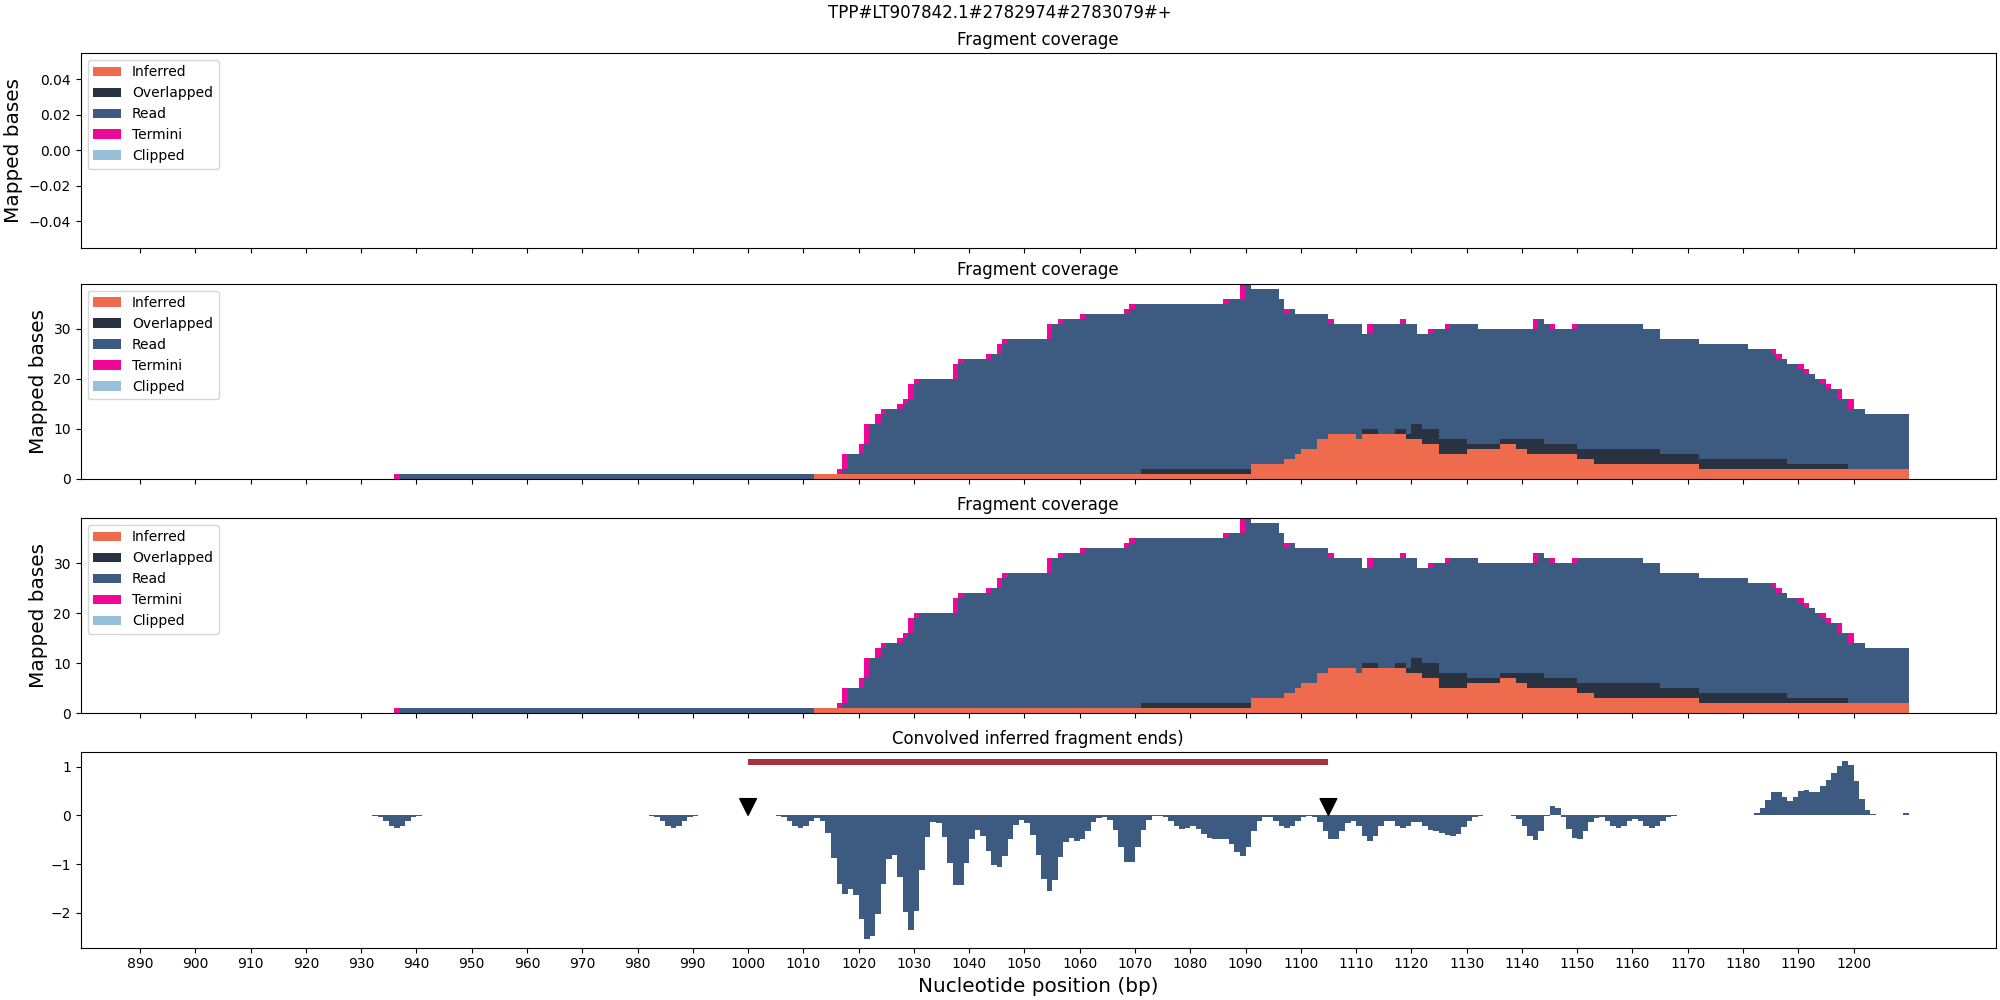 TPP#LT907842.1#2782974#2783079#+
Fragment coverage
Mapped bases
0.04
0.02
0.00
−0.02
−0.04
Inferred
Overlapped
Read
Termini
Clipped
Fragment coverage
Mapped bases
30
20
10
0
Inferred
Overlapped
Read
Termini
Clipped
Fragment coverage
Mapped bases
30
20
10
0
Inferred
Overlapped
Read
Termini
Clipped
Convolved inferred fragment ends)
1
0
−1
−2
890 900 910 920 930 940 950 960 970 980 990 1000 1010 1020 1030 1040 1050 1060 1070 1080 1090 1100 1110 1120 1130 1140 1150 1160 1170 1180 1190 1200
Nucleotide position (bp)